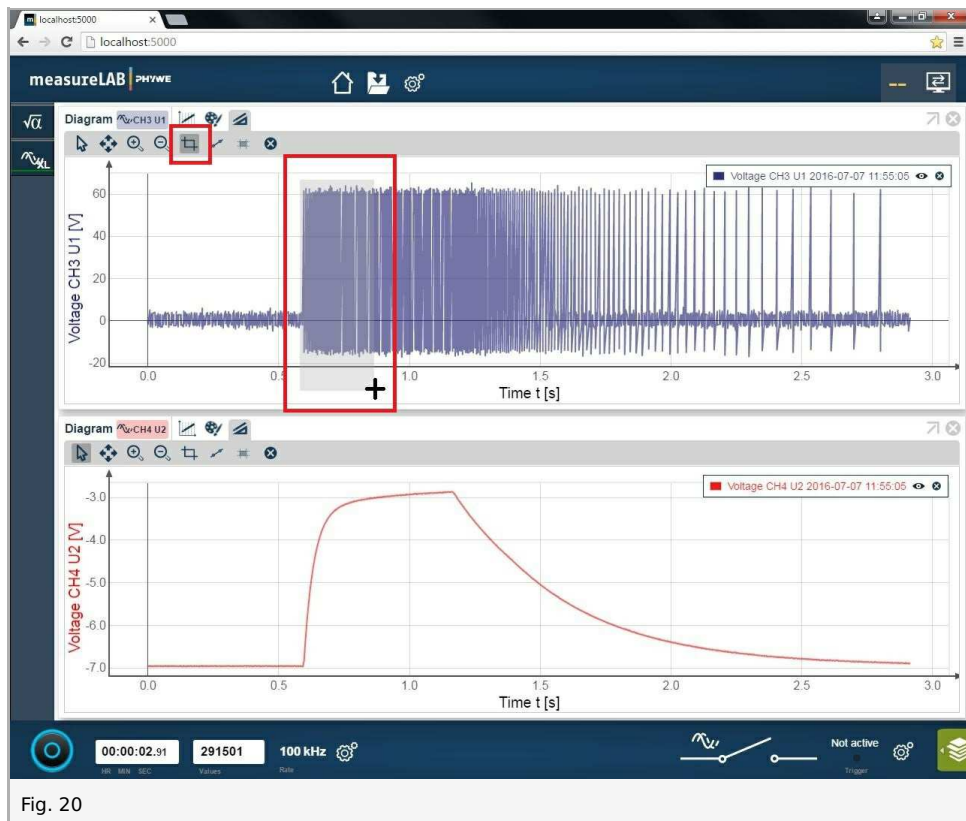 localhost:5000
localhost:5000
measureLAB PHYWE
--
√α
Diagram CH3 U1
XL
Voltage CH3 U1 2016-07-07 11:55:05
Voltage CH3 U1 [V]
60
40
20
0
-20
0.0 0.5 1.0 1.5 2.0 2.5 3.0
Time t [s]
Diagram CH4 U2
Voltage CH4 U2 2016-07-07 11:55:05
Voltage CH4 U2 [V]
-3.0
-4.0
-5.0
-6.0
-7.0
0.0 0.5 1.0 1.5 2.0 2.5 3.0
Time t [s]
00:00:02.91 291501 100 kHz Not active
HR MIN SEC Values Rate Trigger
Fig. 20